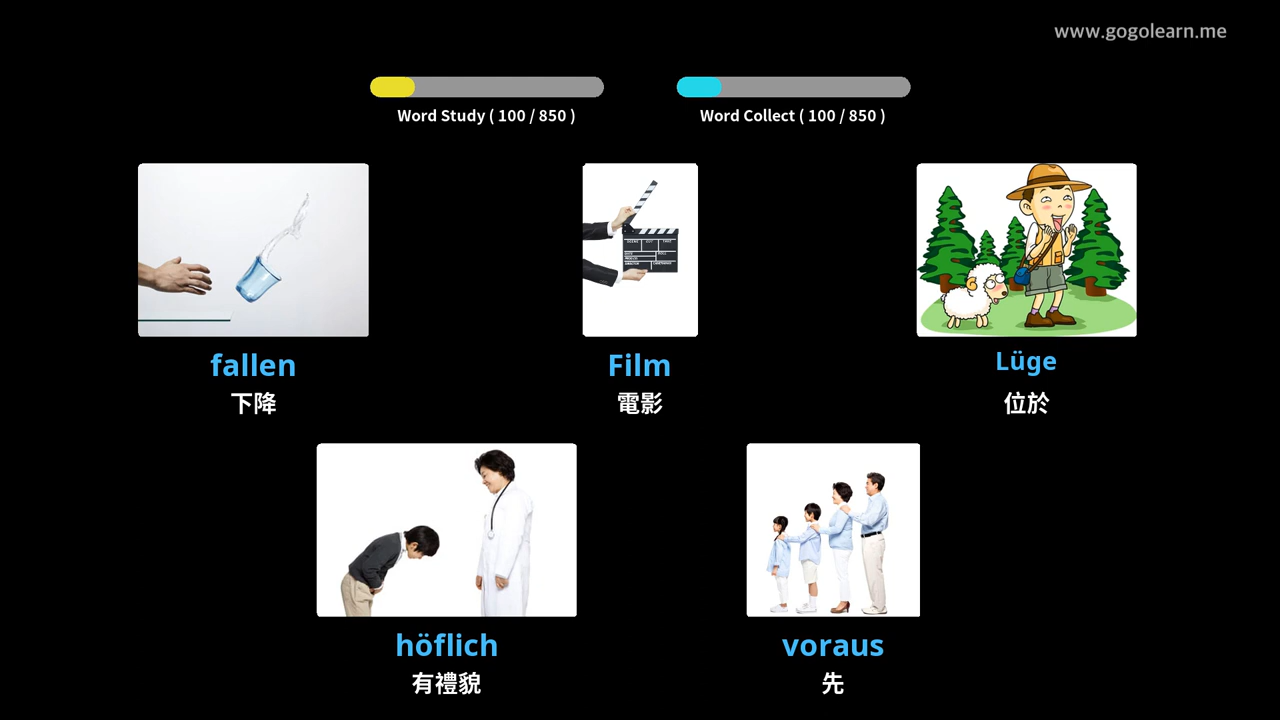 www.gogolearn.me
Word Study ( 100 / 850 )
Word Collect ( 100 / 850 )
fallen
下降
Film
電影
Lüge
位於
höflich
有禮貌
voraus
先